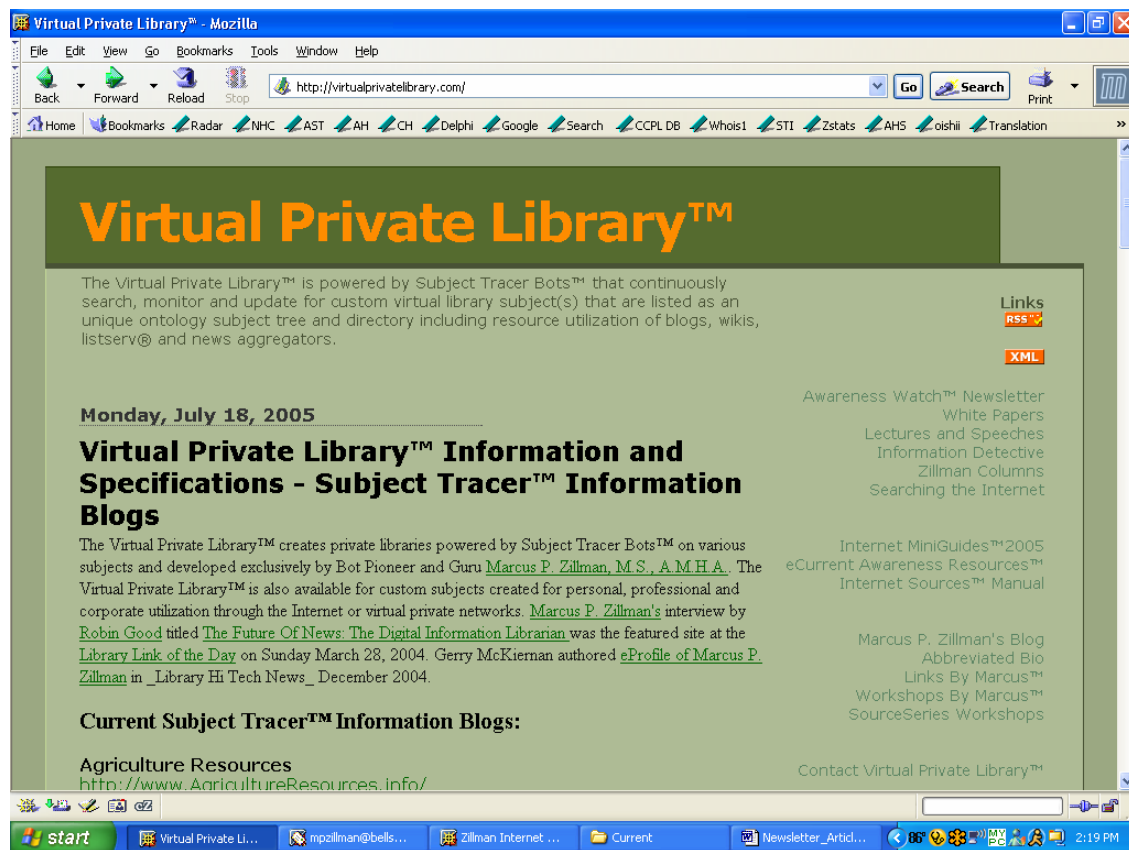 Virtual Private Library™ - Mozilla
File Edit View Go Bookmarks Tools Window Help
Back Forward Reload Stop http://virtualprivatelibrary.com/ Go Search Print
Home Bookmarks Radar NHC AST AH CH Delphi Google Search CCPL DB Whois1 STI Zstats AHS oishii Translation »
Virtual Private Library™
The Virtual Private Library™ is powered by Subject Tracer Bots™ that continuously
search, monitor and update for custom virtual library subject(s) that are listed as an
unique ontology subject tree and directory including resource utilization of blogs, wikis,
listserv® and news aggregators.
Monday, July 18, 2005
Virtual Private Library™ Information and
Specifications - Subject Tracer™ Information
Blogs
The Virtual Private Library™ creates private libraries powered by Subject Tracer Bots™ on various
subjects and developed exclusively by Bot Pioneer and Guru Marcus P. Zillman, M.S., A.M.H.A.. The
Virtual Private Library™ is also available for custom subjects created for personal, professional and
corporate utilization through the Internet or virtual private networks. Marcus P. Zillman's interview by
Robin Good titled The Future Of News: The Digital Information Librarian was the featured site at the
Library Link of the Day on Sunday March 28, 2004. Gerry McKiernan authored eProfile of Marcus P.
Zillman in _Library Hi Tech News_ December 2004.
Current Subject Tracer™ Information Blogs:
Agriculture Resources
http://www.AgricultureResources.info/
Links
RSS
XML
Awareness Watch™ Newsletter
White Papers
Lectures and Speeches
Information Detective
Zillman Columns
Searching the Internet
Internet MiniGuides™2005
eCurrent Awareness Resources™
Internet Sources™ Manual
Marcus P. Zillman's Blog
Abbreviated Bio
Links By Marcus™
Workshops By Marcus™
SourceSeries Workshops
Contact Virtual Private Library™
start Virtual Private Li... mpzillman@bells... Zillman Internet ... Current Newsletter_Articl... 86° MY PC 2:19 PM